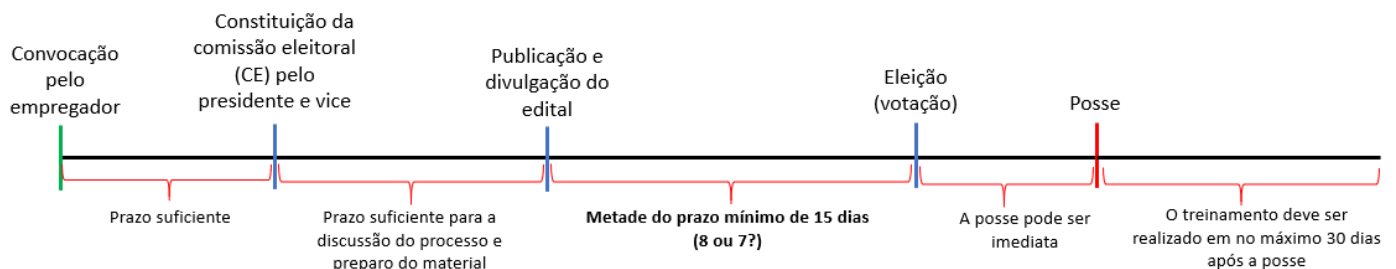 Convocação
pelo
empregador
Constituição da
comissão eleitoral
(CE) pelo
presidente e vice
Publicação e
divulgação do
edital
Eleição
(votação)
Posse
Prazo suficiente
Prazo suficiente para a
discussão do processo e
preparo do material
Metade do prazo mínimo de 15 dias
(8 ou 7?)
A posse pode ser
imediata
O treinamento deve ser
realizado em no máximo 30 dias
após a posse